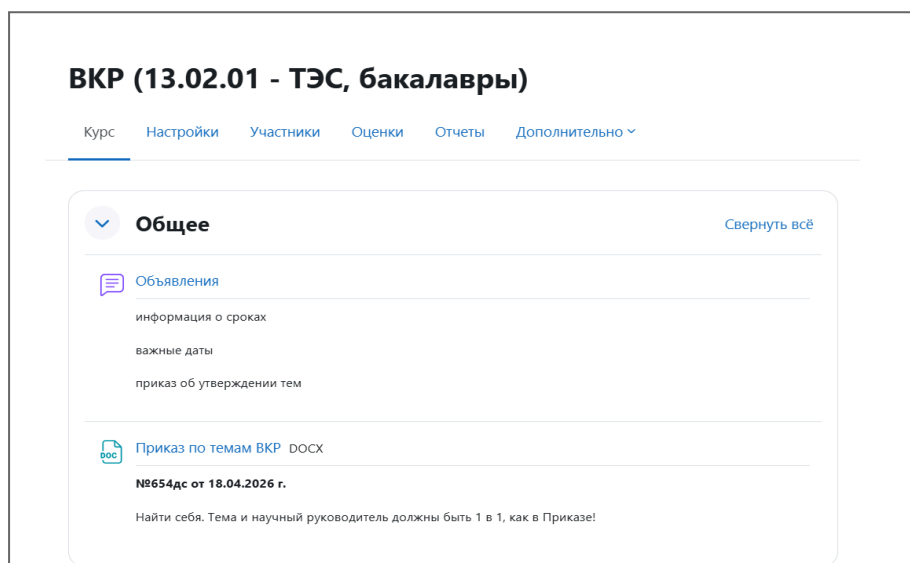 ВКР (13.02.01 - ТЭС, бакалавры)
Курс Настройки Участники Оценки Отчеты Дополнительно
Общее Свернуть всё
Объявления
информация о сроках
важные даты
приказ об утверждении тем
DOC Приказ по темам ВКР DOCX
№654дс от 18.04.2026 г.
Найти себя. Тема и научный руководитель должны быть 1 в 1, как в Приказе!